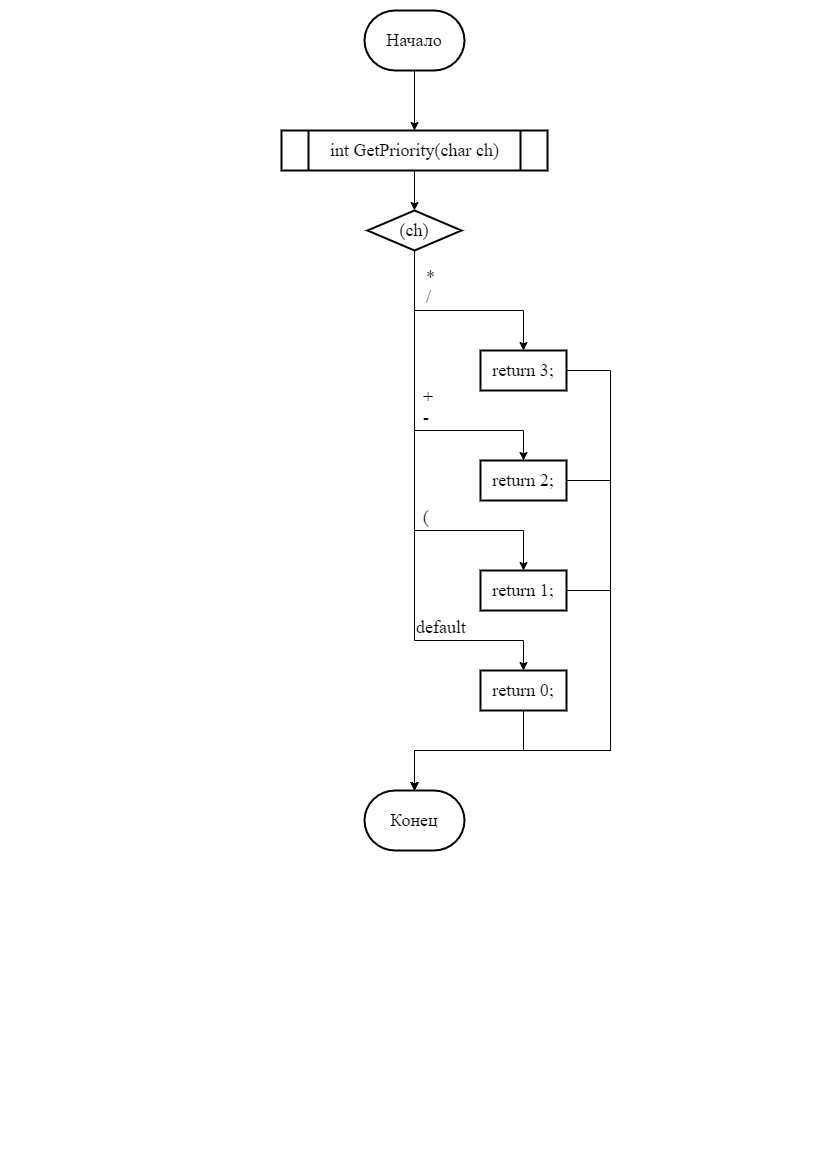 Начало
int GetPriority(char ch)
(ch)
*
/
return 3;
+
-
return 2;
(
return 1;
default
return 0;
Конец